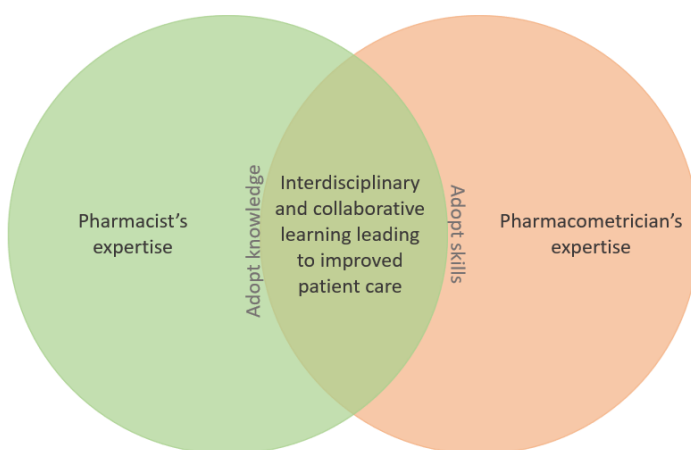 Pharmacist's
expertise
Adopt knowledge
Interdisciplinary
and collaborative
learning leading
to improved
patient care
Adopt skills
Pharmacometrician's
expertise